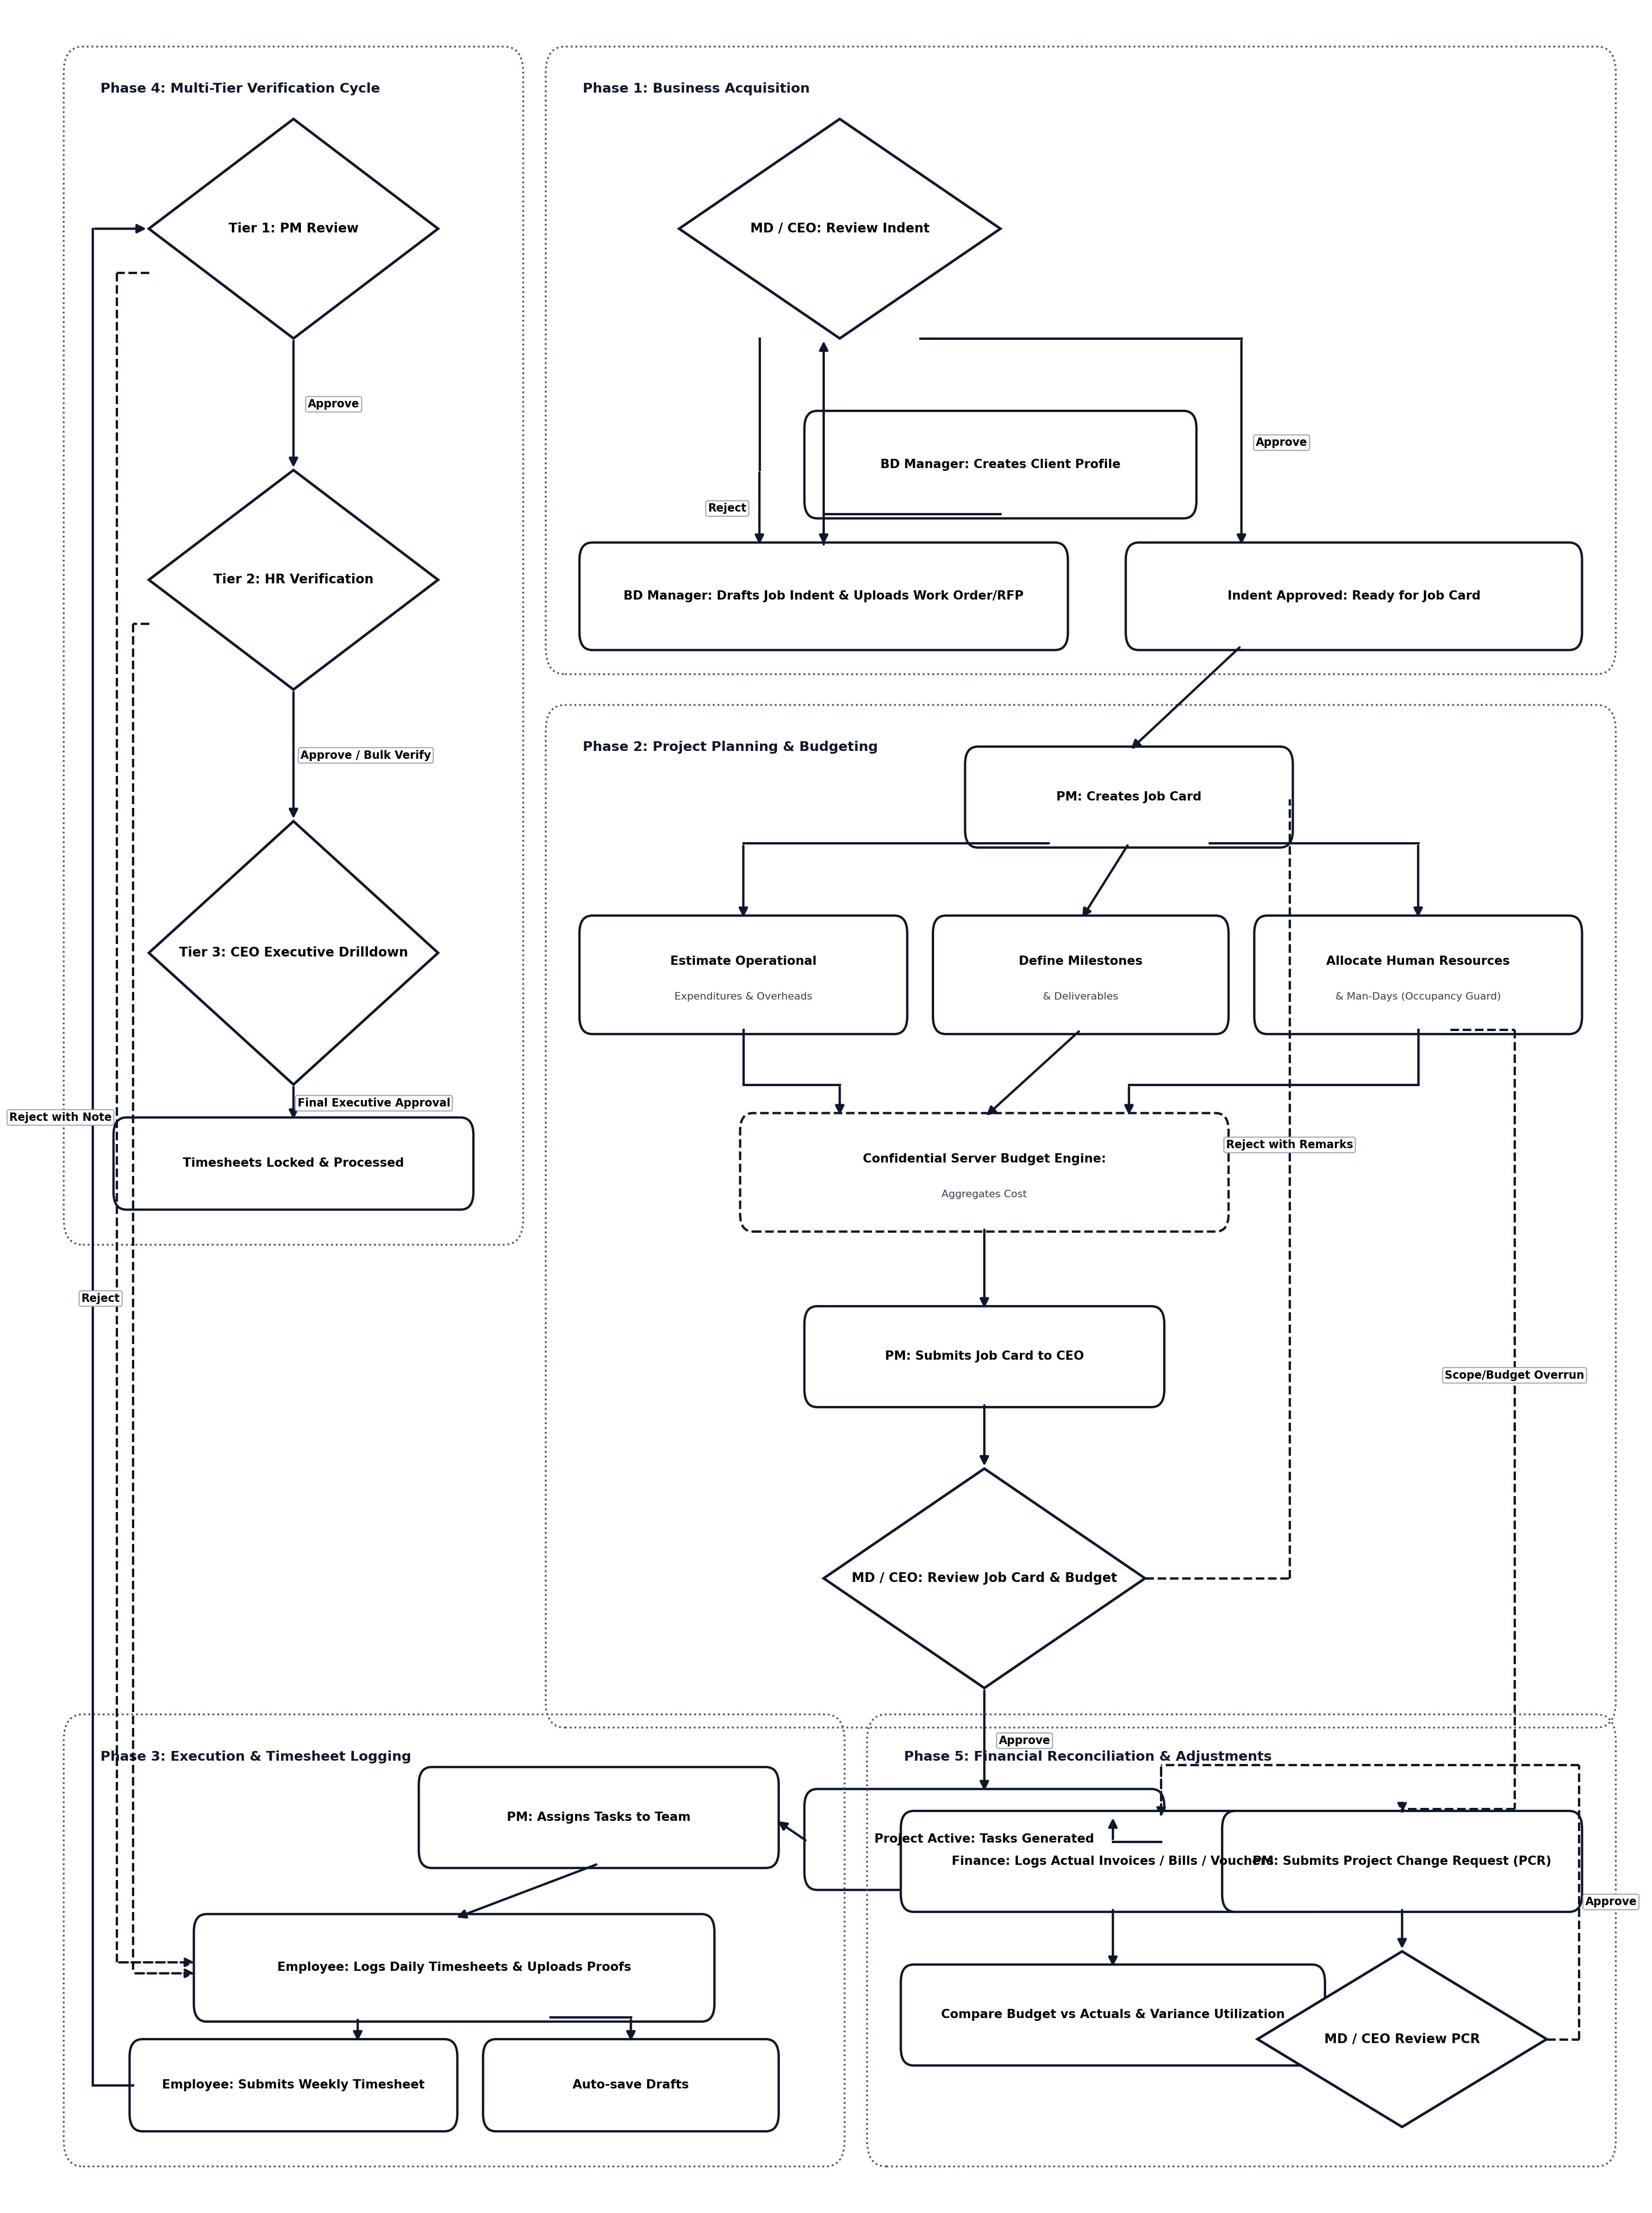 Phase 4: Multi-Tier Verification Cycle
Tier 1: PM Review
Approve
Tier 2: HR Verification
Approve / Bulk Verify
Tier 3: CEO Executive Drilldown
Final Executive Approval
Reject with Note
Timesheets Locked & Processed
Reject
Phase 1: Business Acquisition
MD / CEO: Review Indent
Approve
BD Manager: Creates Client Profile
Reject
BD Manager: Drafts Job Indent & Uploads Work Order/RFP
Indent Approved: Ready for Job Card
Phase 2: Project Planning & Budgeting
PM: Creates Job Card
Estimate Operational
Expenditures & Overheads
Define Milestones
& Deliverables
Allocate Human Resources
& Man-Days (Occupancy Guard)
Reject with Remarks
Confidential Server Budget Engine:
Aggregates Cost
PM: Submits Job Card to CEO
Scope/Budget Overrun
MD / CEO: Review Job Card & Budget
Approve
Phase 3: Execution & Timesheet Logging
PM: Assigns Tasks to Team
Employee: Logs Daily Timesheets & Uploads Proofs
Employee: Submits Weekly Timesheet
Auto-save Drafts
Phase 5: Financial Reconciliation & Adjustments
Project Active: Tasks Generated
Finance: Logs Actual Invoices / Bills / Vouchers
PM: Submits Project Change Request (PCR)
Approve
Compare Budget vs Actuals & Variance Utilization
MD / CEO Review PCR